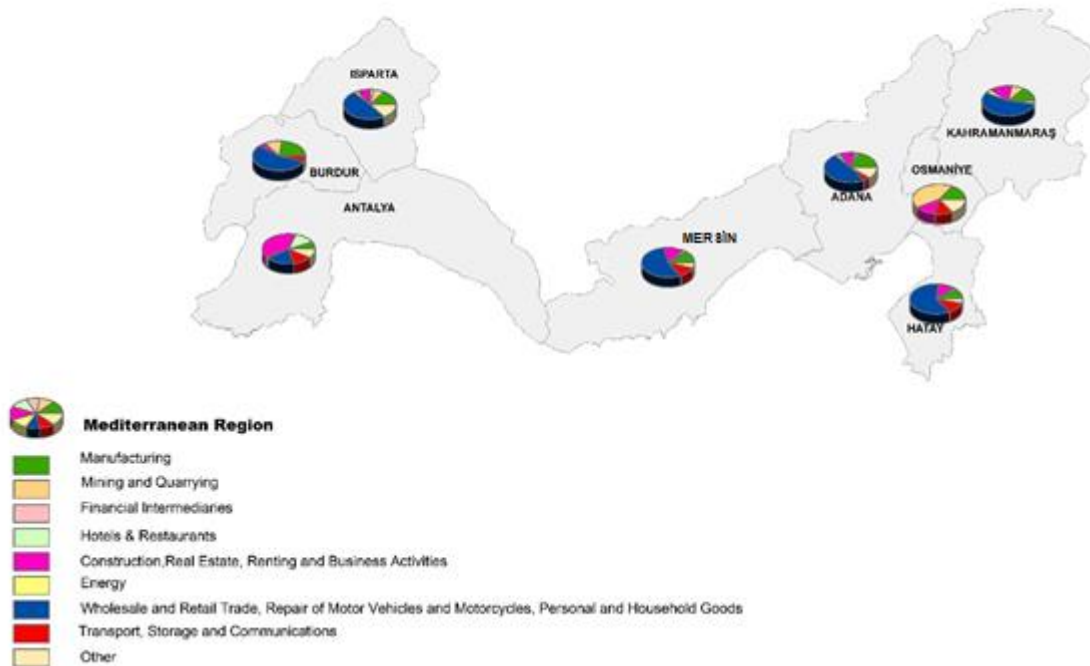 ISPARTA
KAHRAMANMARAŞ
BURDUR
OSMANİYE
ADANA
ANTALYA
MERSİN
HATAY
Mediterranean Region
Manufacturing
Mining and Quarrying
Financial Intermediaries
Hotels & Restaurants
Construction,Real Estate, Renting and Business Activities
Energy
Wholesale and Retail Trade, Repair of Motor Vehicles and Motorcycles, Personal and Household Goods
Transport, Storage and Communications
Other